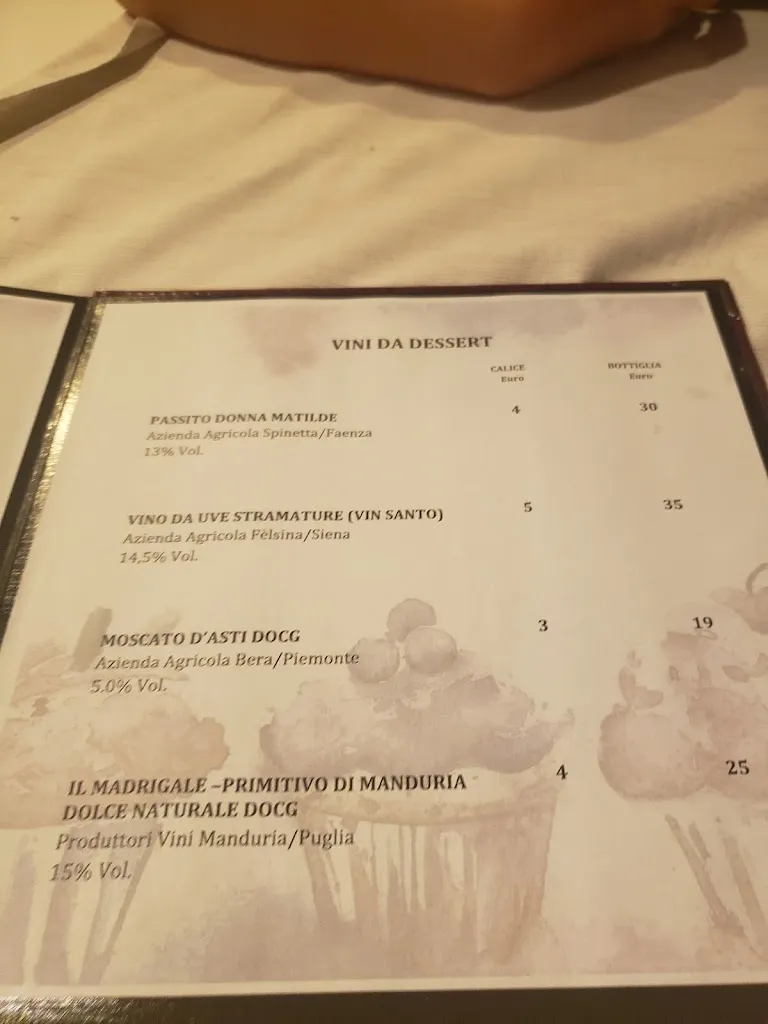 VINI DA DESSERT
CALICE BOTTIGLIA
Euro Euro
PASSITO DONNA MATILDE 4 30
Azienda Agricola Spinetta/Faenza
13% Vol.
VINO DA UVE STRAMATURE (VIN SANTO) 5 35
Azienda Agricola Fèlsina/Siena
14,5% Vol.
MOSCATO D'ASTI DOCG 3 19
Azienda Agricola Bera/Piemonte
5.0% Vol.
IL MADRIGALE –PRIMITIVO DI MANDURIA 4 25
DOLCE NATURALE DOCG
Produttori Vini Manduria/Puglia
15% Vol.